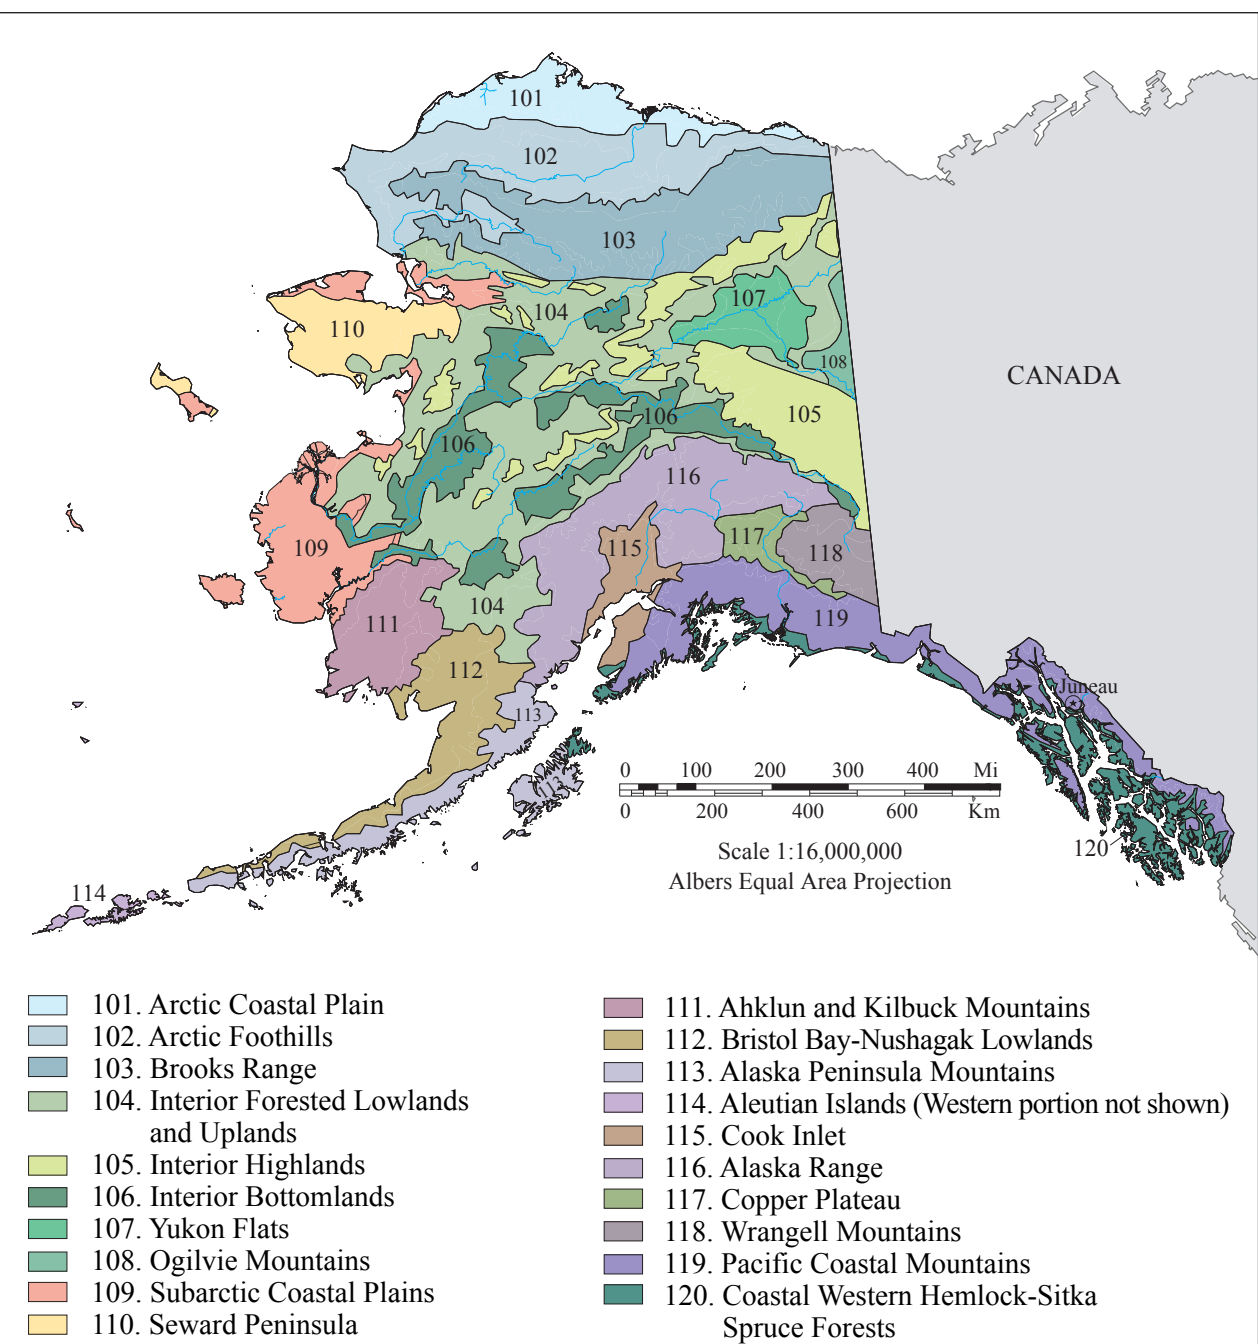 101
102
103
104
107
110
108
CANADA
105
106
106
116
109
115
117
118
104
111
119
112
113
Juneau
113
0 100 200 300 400 Mi
0 200 400 600 Km
Scale 1:16,000,000
Albers Equal Area Projection
120
114
101. Arctic Coastal Plain
102. Arctic Foothills
103. Brooks Range
104. Interior Forested Lowlands
and Uplands
105. Interior Highlands
106. Interior Bottomlands
107. Yukon Flats
108. Ogilvie Mountains
109. Subarctic Coastal Plains
110. Seward Peninsula
111. Ahklun and Kilbuck Mountains
112. Bristol Bay-Nushagak Lowlands
113. Alaska Peninsula Mountains
114. Aleutian Islands (Western portion not shown)
115. Cook Inlet
116. Alaska Range
117. Copper Plateau
118. Wrangell Mountains
119. Pacific Coastal Mountains
120. Coastal Western Hemlock-Sitka
Spruce Forests